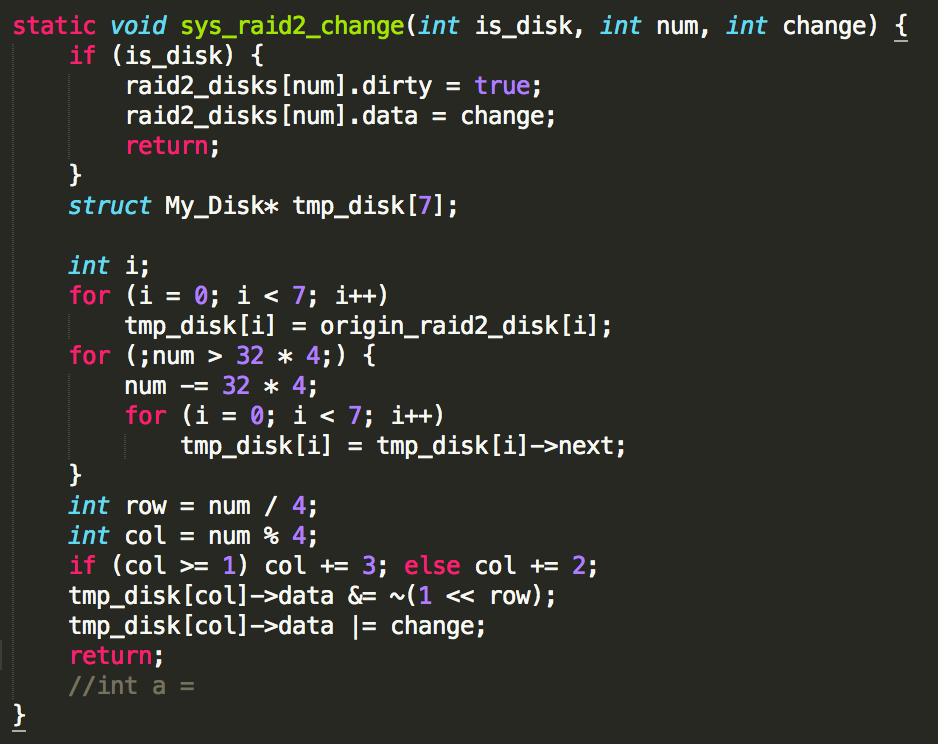 static void sys_raid2_change(int is_disk, int num, int change) {
    if (is_disk) {
        raid2_disks[num].dirty = true;
        raid2_disks[num].data = change;
        return;
    }
    struct My_Disk* tmp_disk[7];

    int i;
    for (i = 0; i < 7; i++)
        tmp_disk[i] = origin_raid2_disk[i];
    for (;num > 32 * 4;) {
        num -= 32 * 4;
        for (i = 0; i < 7; i++)
            tmp_disk[i] = tmp_disk[i]->next;
    }
    int row = num / 4;
    int col = num % 4;
    if (col >= 1) col += 3; else col += 2;
    tmp_disk[col]->data &= ~(1 << row);
    tmp_disk[col]->data |= change;
    return;
    //int a =
}